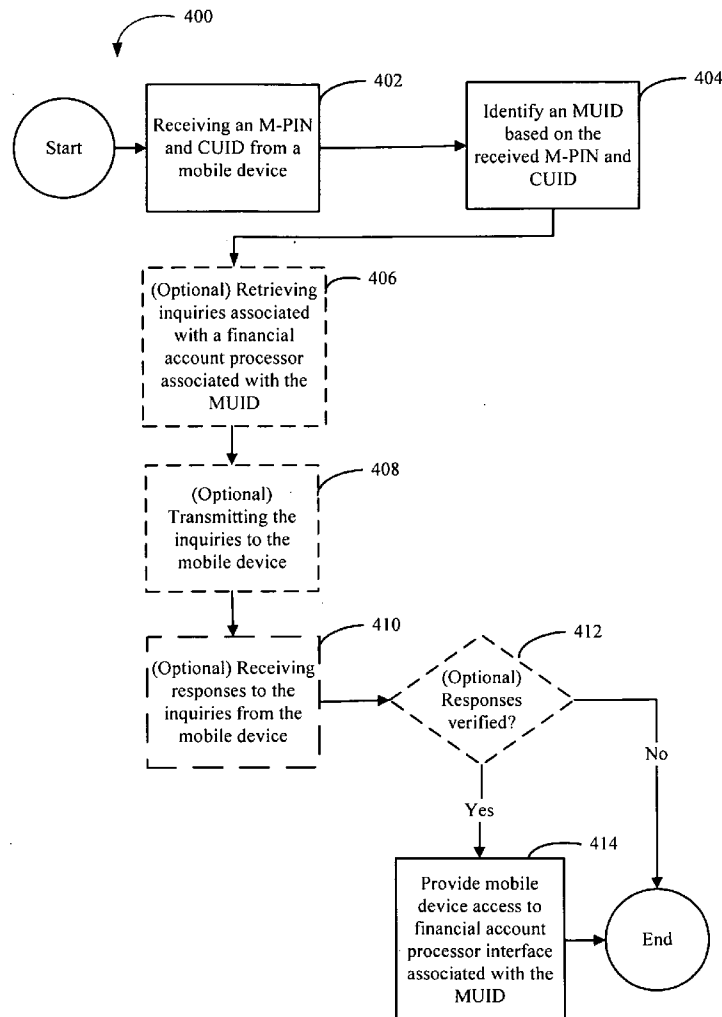 400
402
404
Start
Receiving an M-PIN
and CUID from a
mobile device
Identify an MUID
based on the
received M-PIN and
CUID
406
(Optional) Retrieving
inquiries associated
with a financial
account processor
associated with the
MUID
408
(Optional)
Transmitting the
inquiries to the
mobile device
410
(Optional) Receiving
responses to the
inquiries from the
mobile device
412
(Optional)
Responses
verified?
No
Yes
414
Provide mobile
device access to
financial account
processor interface
associated with the
MUID
End